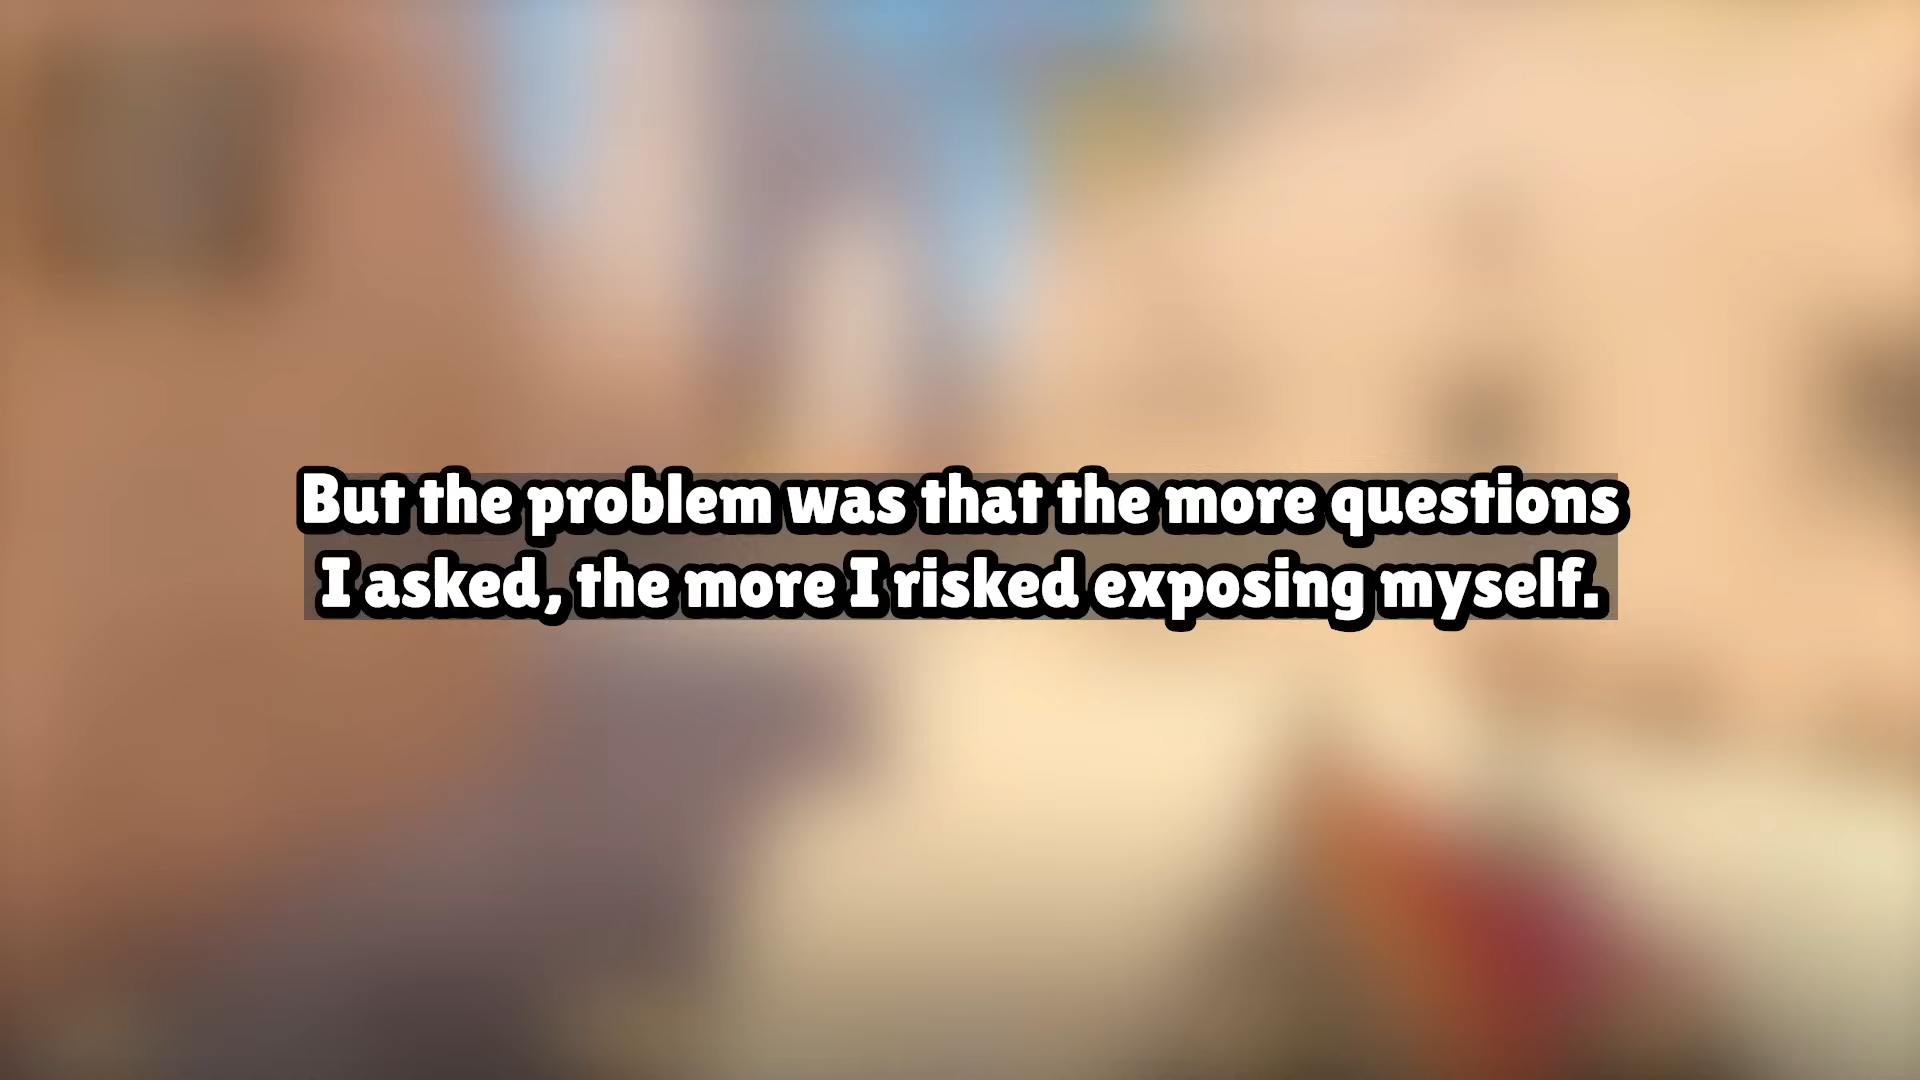 But the problem was that the more questions
I asked, the more I risked exposing myself.